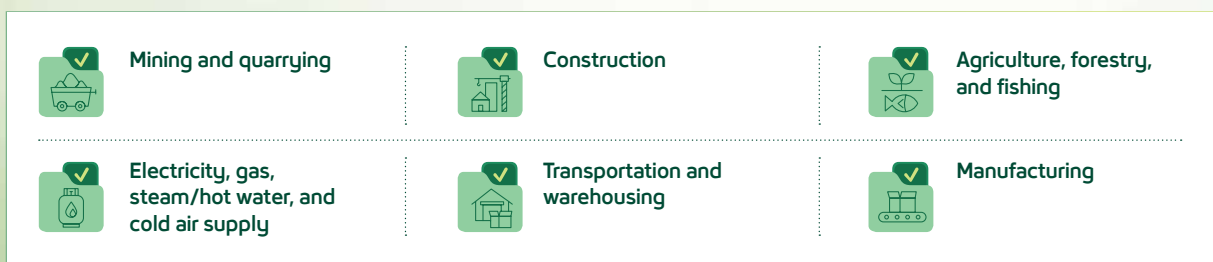 Mining and quarrying
Construction
Agriculture, forestry,
and fishing
Electricity, gas,
steam/hot water, and
cold air supply
Transportation and
warehousing
Manufacturing